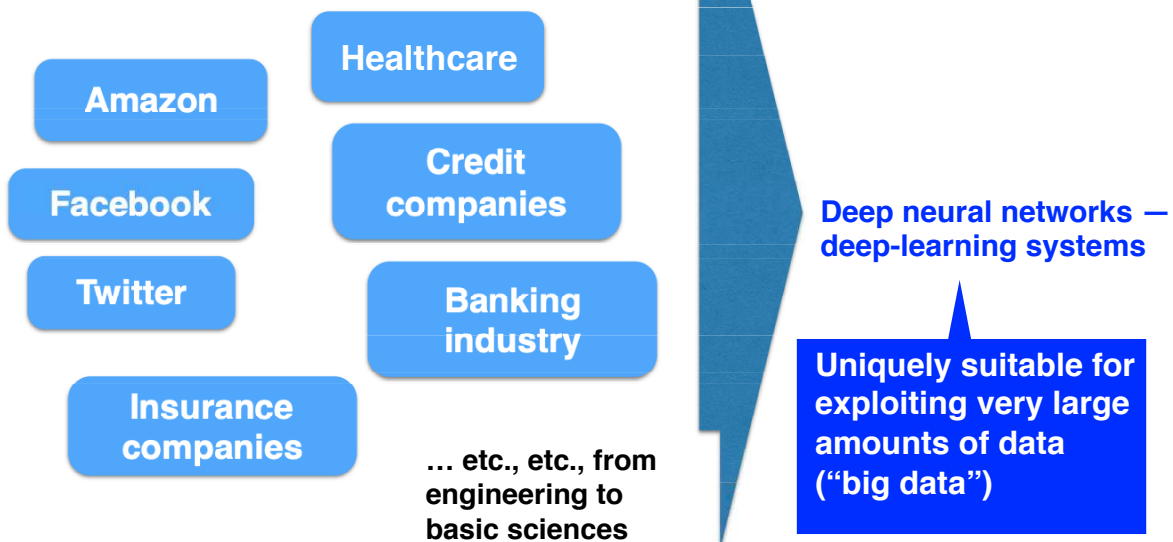 Healthcare
Amazon
Credit
companies
Facebook
Twitter
Banking
industry
Insurance
companies
… etc., etc., from
engineering to
basic sciences
Deep neural networks —
deep-learning systems
Uniquely suitable for
exploiting very large
amounts of data
(“big data”)